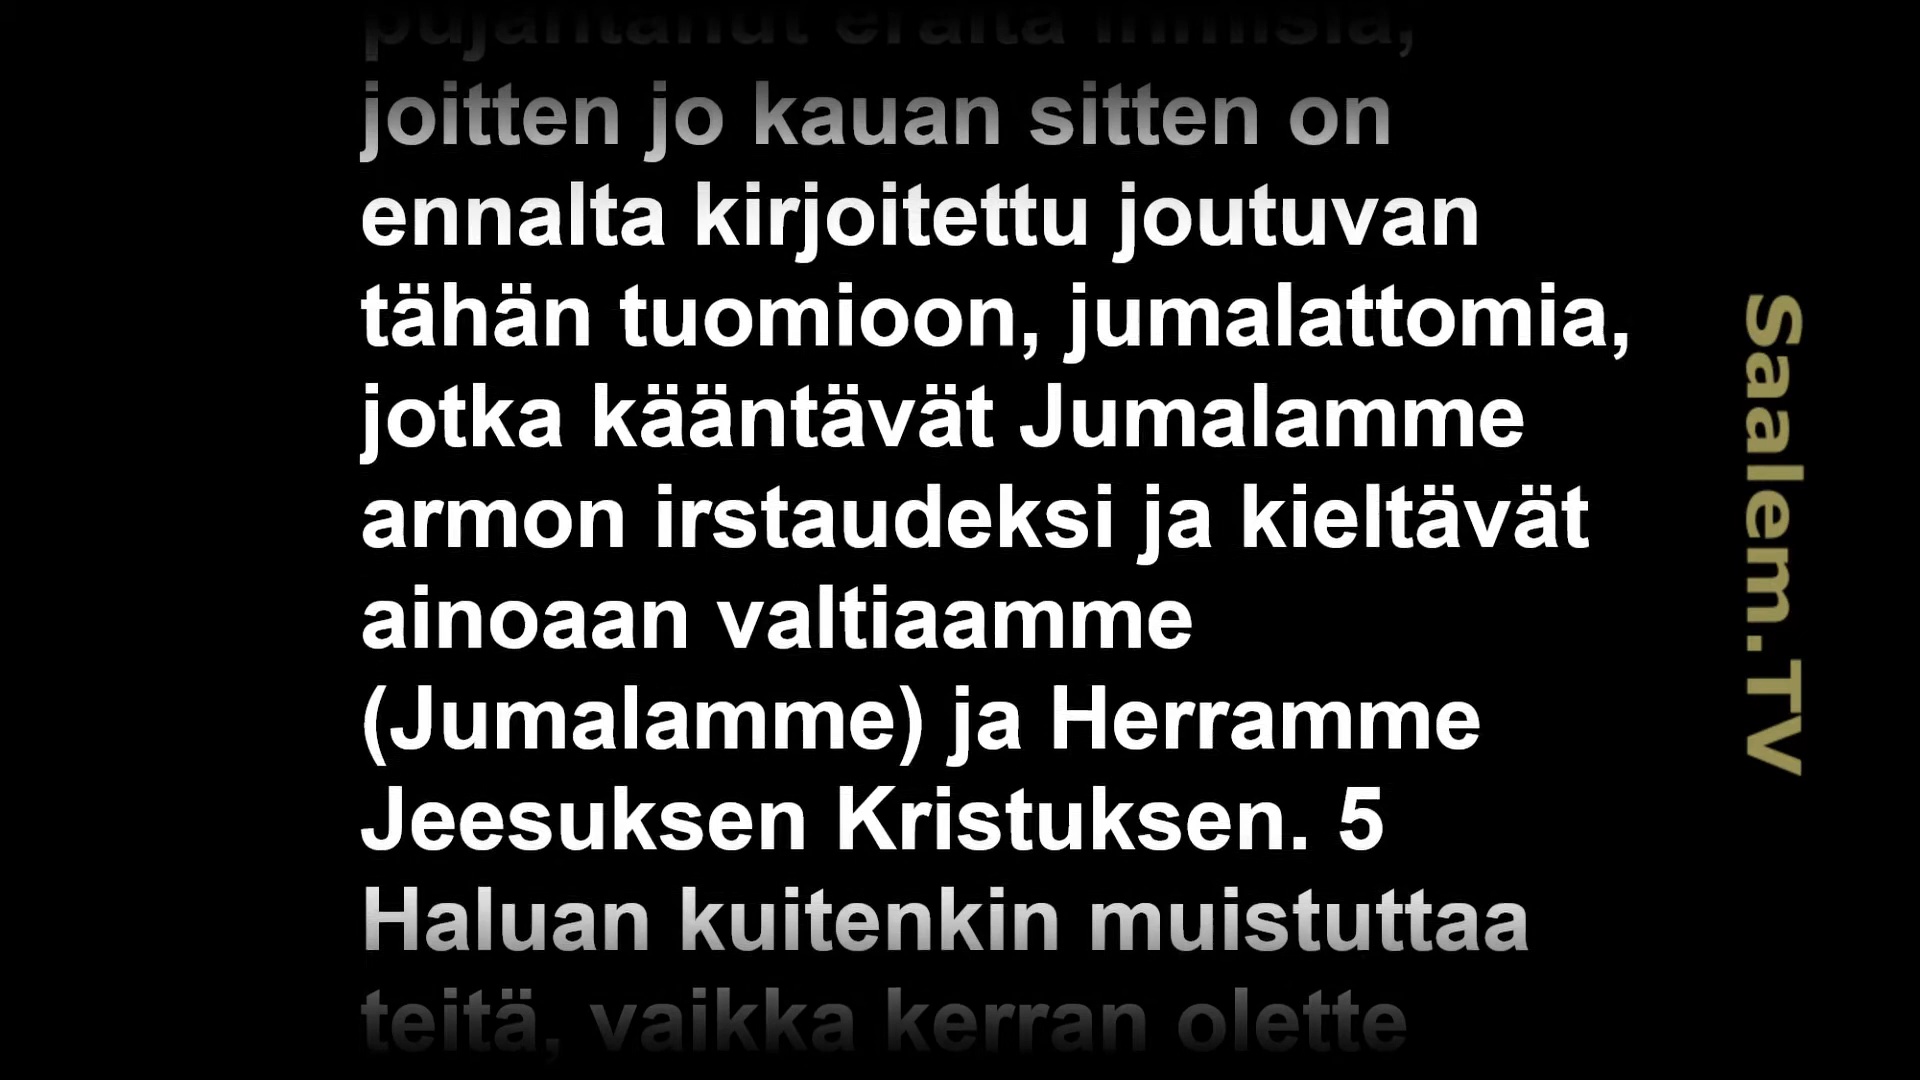 joitten jo kauan sitten on
ennalta kirjoitettu joutuvan
tähän tuomioon, jumalattomia,
jotka kääntävät Jumalamme
armon irstaudeksi ja kieltävät
ainoaan valtiaamme
(Jumalamme) ja Herramme
Jeesuksen Kristuksen. 5
Haluan kuitenkin muistuttaa
teitä, vaikka kerran olette
Saalem.TV